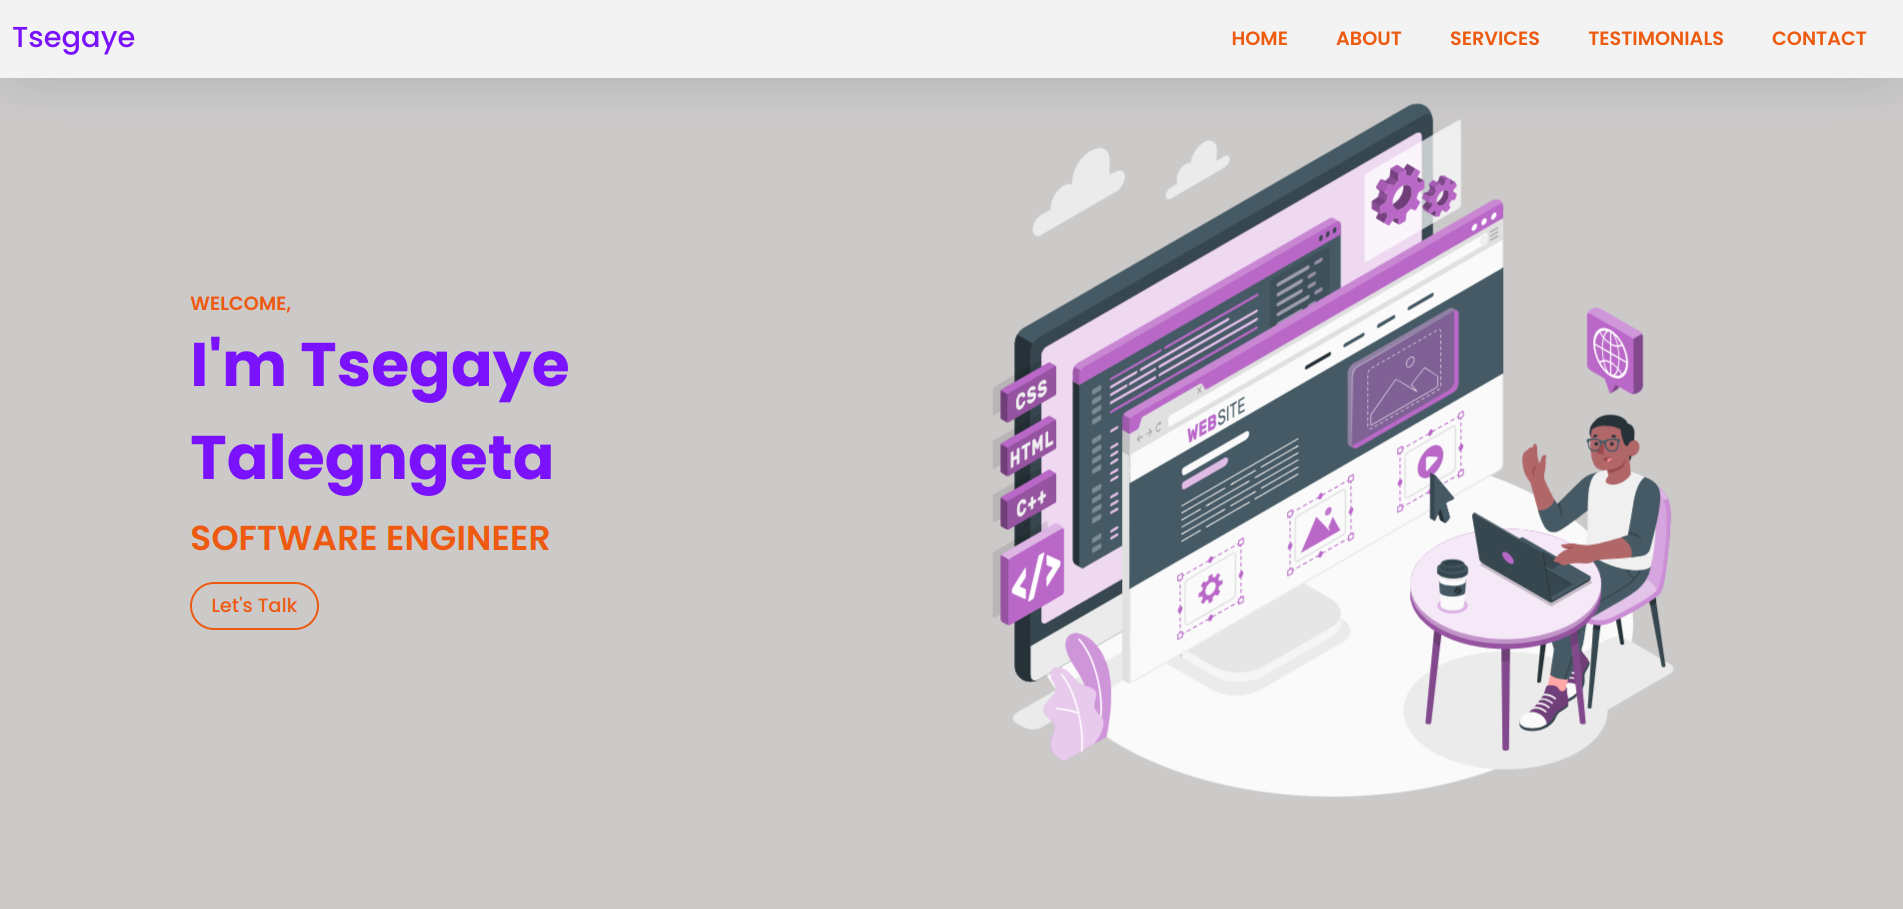 Tsegaye
HOME ABOUT SERVICES TESTIMONIALS CONTACT
WELCOME,
I'm Tsegaye
Talegngeta
SOFTWARE ENGINEER
Let's Talk
CSS
HTML
C++
</>
WEBSITE